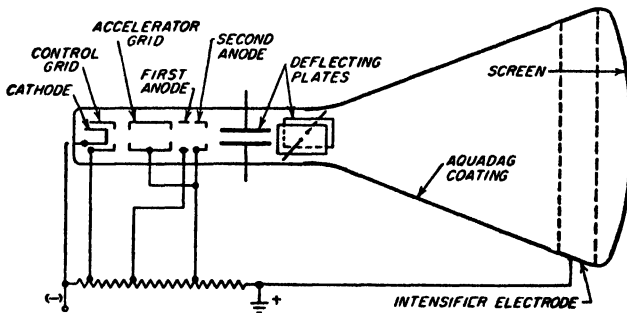 ACCELERATOR
GRID
SECOND
ANODE
CONTROL
GRID
CATHODE
FIRST
ANODE
DEFLECTING
PLATES
SCREEN
AQUADAG
COATING
(-)
+
INTENSIFIER ELECTRODE